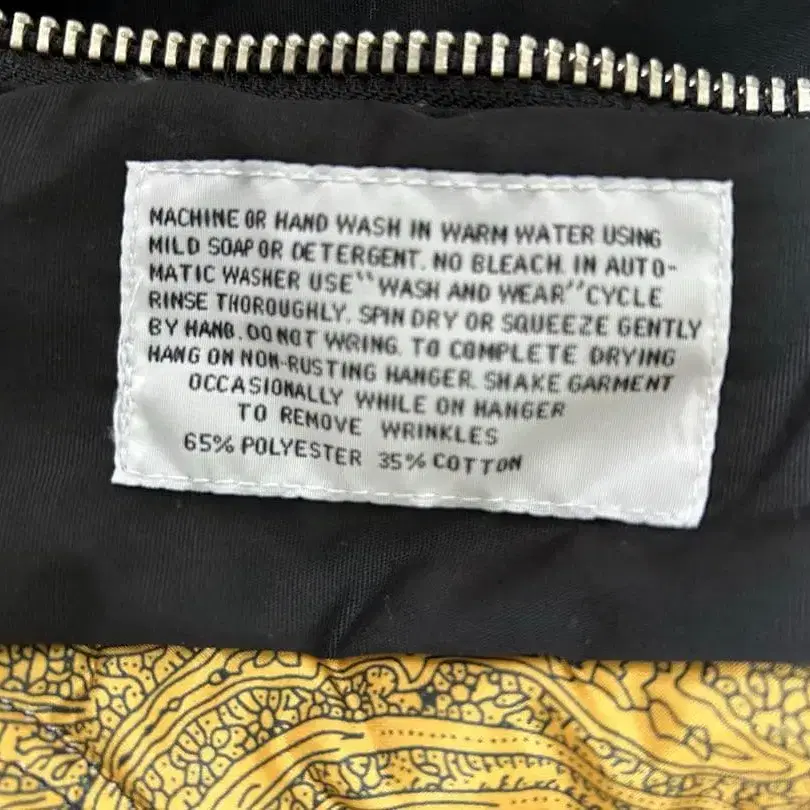 MACHINE OR HAND WASH IN WARM WATER USING
MILD SOAP OR DETERGENT. NO BLEACH. IN AUTO-
MATIC WASHER USE "WASH AND WEAR" CYCLE
RINSE THOROUGHLY. SPIN DRY OR SQUEEZE GENTLY
BY HAND. DO NOT WRING. TO COMPLETE DRYING
HANG ON NON-RUSTING HANGER. SHAKE GARMENT
OCCASIONALLY WHILE ON HANGER
TO REMOVE WRINKLES
65% POLYESTER 35% COTTON